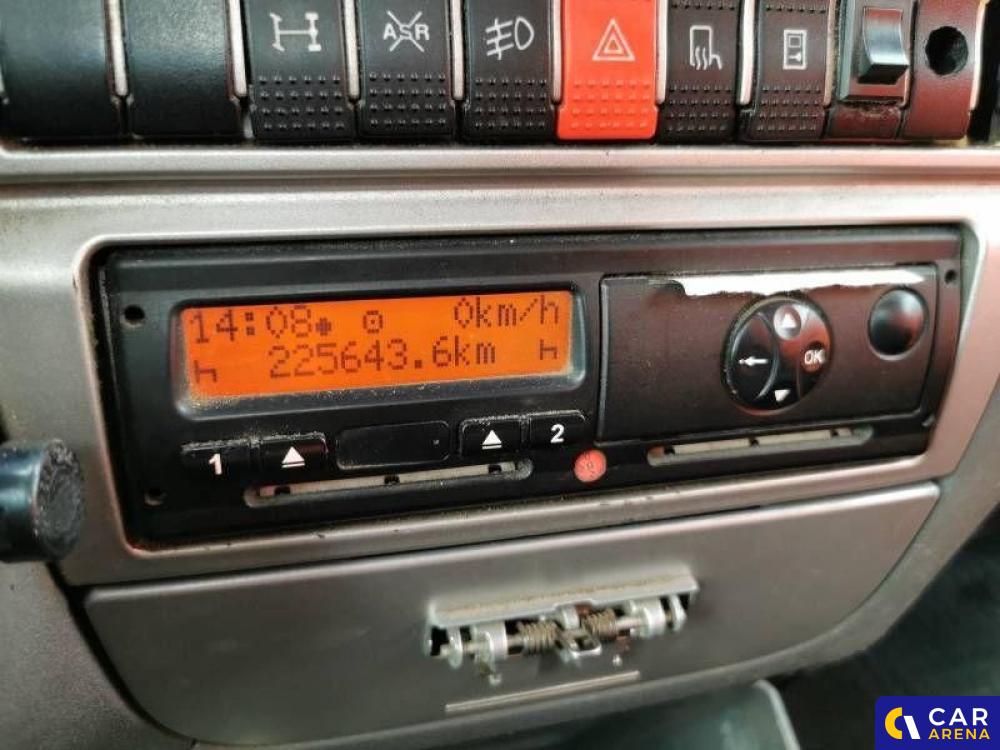 ASR
14:08 0km/h
225643.6km
OK
1
2
CAR
ARENA